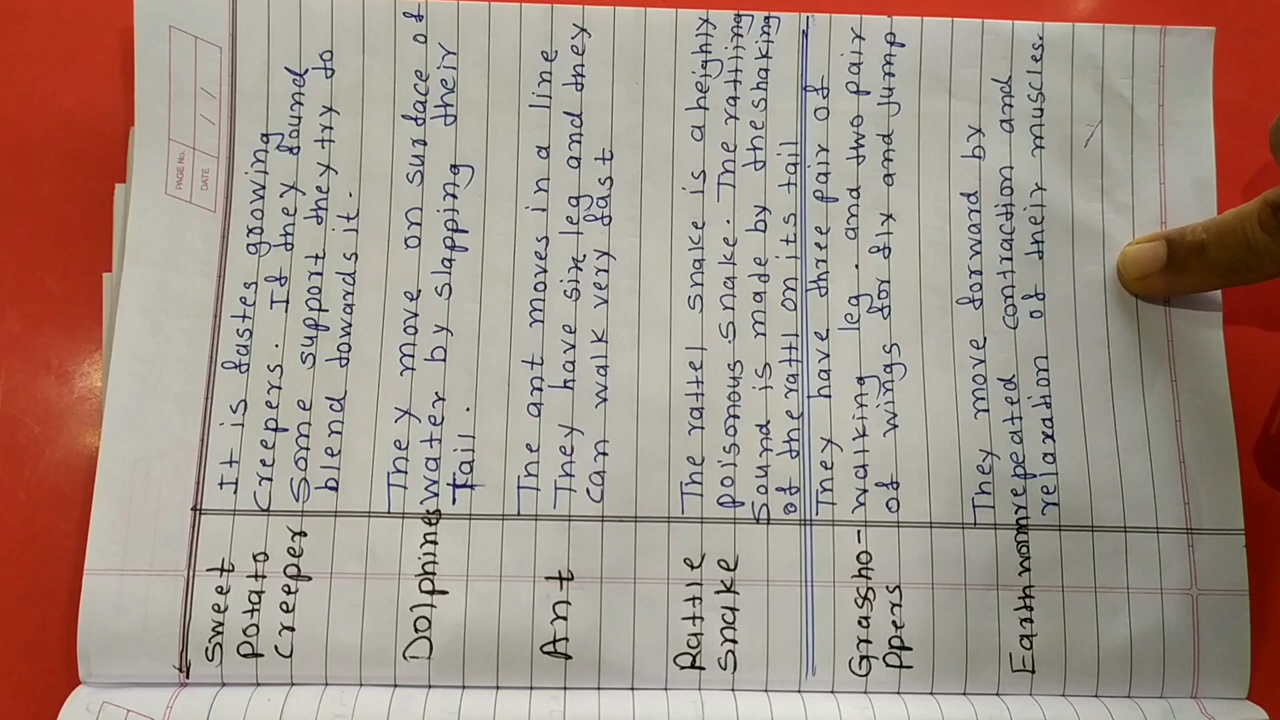 PAGE No.
DATE / /
Sweet
potato
creeper
It is fastes growing
creepers. If they found
Some support they try to
blend towards it.
Dolphines
They move on surface of
water by slapping their
Tail.
Ant
The ant moves in a line
They have six leg and they
can walk very fast
Rattle
snake
The rattel snake is a heighly
poisonous snake. The rattling
Sound is made by the shaking
of the rattl on its tail
Grassho-
ppers
They have three pair of
walking leg. and two pair
of wings for fly and jump.
Earthworm
They move forward by
repeated contraction and
relaxation of their muscles.